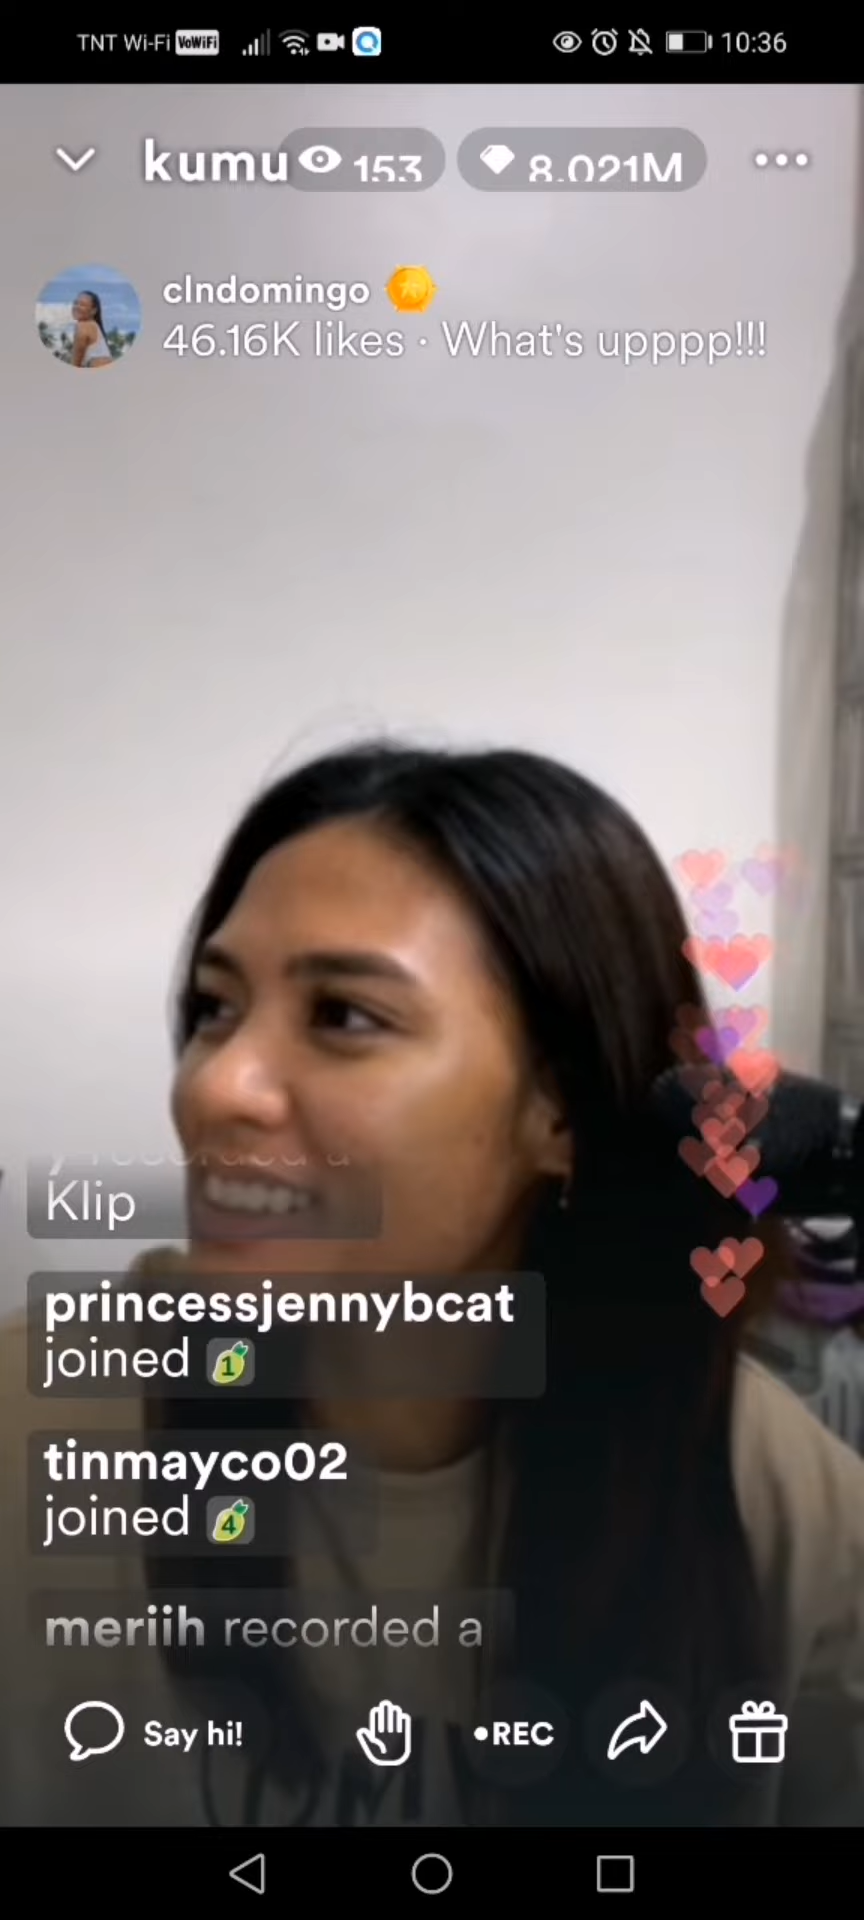 TNT Wi-Fi VoWiFi 10:36
kumu 153 8.021M
clndomingo
46.16K likes · What's upppp!!!
recorded a
Klip
princessjennybcat
joined 1
tinmayco02
joined 4
meriih recorded a
Say hi! •REC